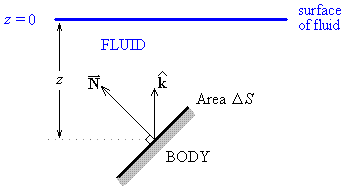 z = 0
surface
of fluid
FLUID
z
N⃗
k̂
Area ΔS
BODY